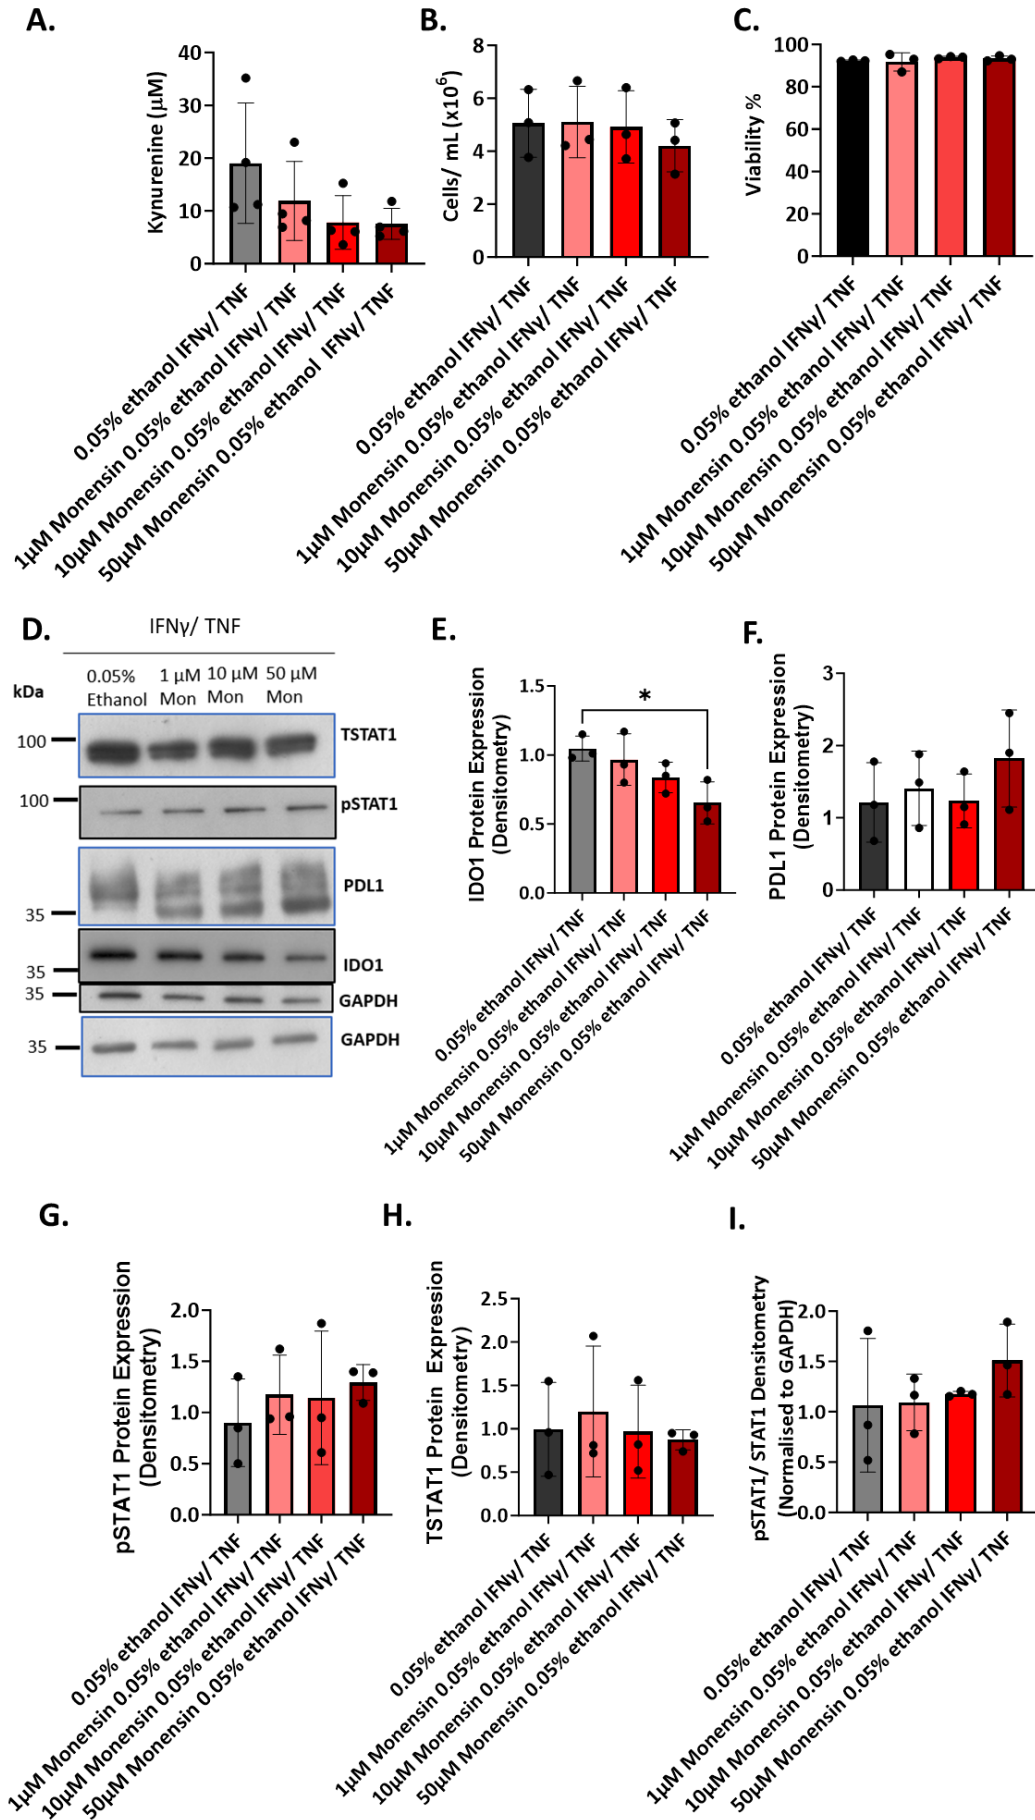 A.
Kynurenine (µM)
40
30
20
10
0
0.05% ethanol IFNγ/ TNF
1µM Monensin 0.05% ethanol IFNγ/ TNF
10µM Monensin 0.05% ethanol IFNγ/ TNF
50µM Monensin 0.05% ethanol IFNγ/ TNF
B.
Cells/ mL (x10⁶)
8
6
4
2
0
0.05% ethanol IFNγ/ TNF
1µM Monensin 0.05% ethanol IFNγ/ TNF
10µM Monensin 0.05% ethanol IFNγ/ TNF
50µM Monensin 0.05% ethanol IFNγ/ TNF
C.
Viability %
100
80
60
40
20
0
0.05% ethanol IFNγ/ TNF
1µM Monensin 0.05% ethanol IFNγ/ TNF
10µM Monensin 0.05% ethanol IFNγ/ TNF
50µM Monensin 0.05% ethanol IFNγ/ TNF
D.
IFNγ/ TNF
kDa
0.05% Ethanol
1 µM Mon
10 µM Mon
50 µM Mon
100
TSTAT1
100
pSTAT1
PDL1
35
IDO1
35
35
GAPDH
GAPDH
35
E.
IDO1 Protein Expression
(Densitometry)
1.5
1.0
0.5
0.0
*
0.05% ethanol IFNγ/ TNF
1µM Monensin 0.05% ethanol IFNγ/ TNF
10µM Monensin 0.05% ethanol IFNγ/ TNF
50µM Monensin 0.05% ethanol IFNγ/ TNF
F.
PDL1 Protein Expression
(Densitometry)
3
2
1
0
0.05% ethanol IFNγ/ TNF
1µM Monensin 0.05% ethanol IFNγ/ TNF
10µM Monensin 0.05% ethanol IFNγ/ TNF
50µM Monensin 0.05% ethanol IFNγ/ TNF
G.
pSTAT1 Protein Expression
(Densitometry)
2.0
1.5
1.0
0.5
0.0
0.05% ethanol IFNγ/ TNF
1µM Monensin 0.05% ethanol IFNγ/ TNF
10µM Monensin 0.05% ethanol IFNγ/ TNF
50µM Monensin 0.05% ethanol IFNγ/ TNF
H.
TSTAT1 Protein Expression
(Densitometry)
2.5
2.0
1.5
1.0
0.5
0.0
0.05% ethanol IFNγ/ TNF
1µM Monensin 0.05% ethanol IFNγ/ TNF
10µM Monensin 0.05% ethanol IFNγ/ TNF
50µM Monensin 0.05% ethanol IFNγ/ TNF
I.
pSTAT1/ STAT1 Densitometry
(Normalised to GAPDH)
2.0
1.5
1.0
0.5
0.0
0.05% ethanol IFNγ/ TNF
1µM Monensin 0.05% ethanol IFNγ/ TNF
10µM Monensin 0.05% ethanol IFNγ/ TNF
50µM Monensin 0.05% ethanol IFNγ/ TNF